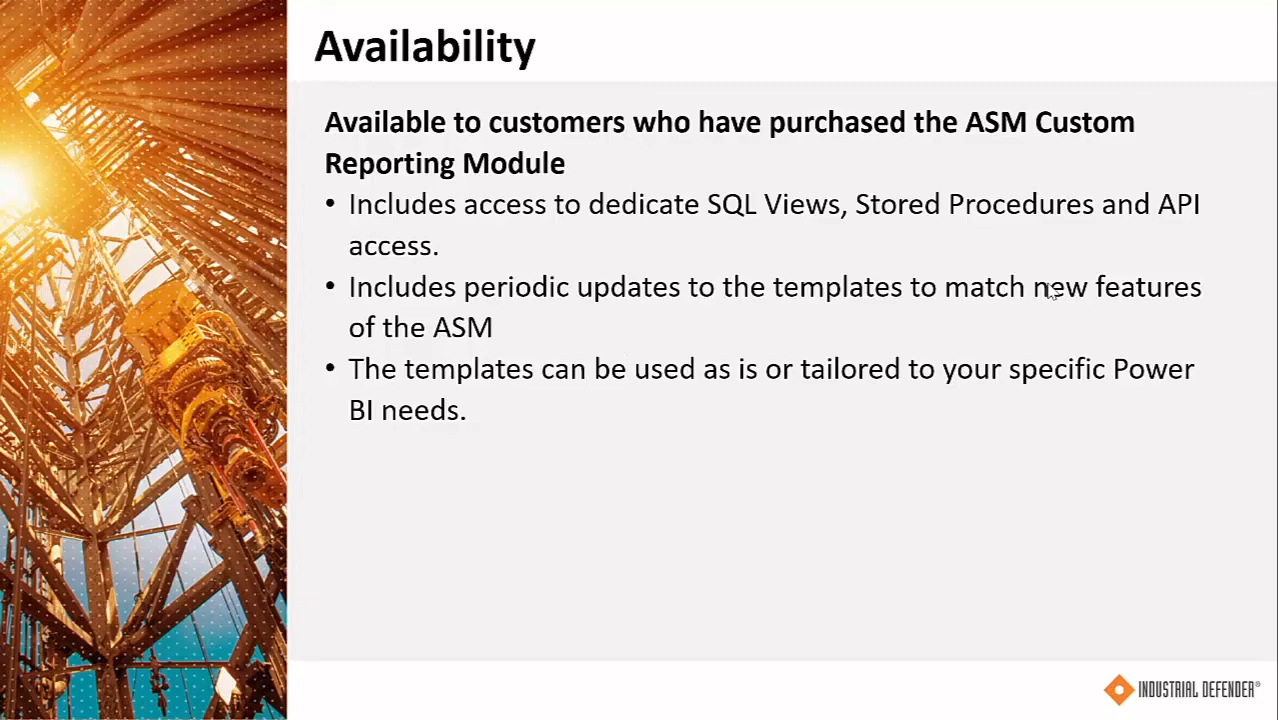 Availability
Available to customers who have purchased the ASM Custom
Reporting Module
• Includes access to dedicate SQL Views, Stored Procedures and API
access.
• Includes periodic updates to the templates to match new features
of the ASM
• The templates can be used as is or tailored to your specific Power
BI needs.
INDUSTRIAL DEFENDER®